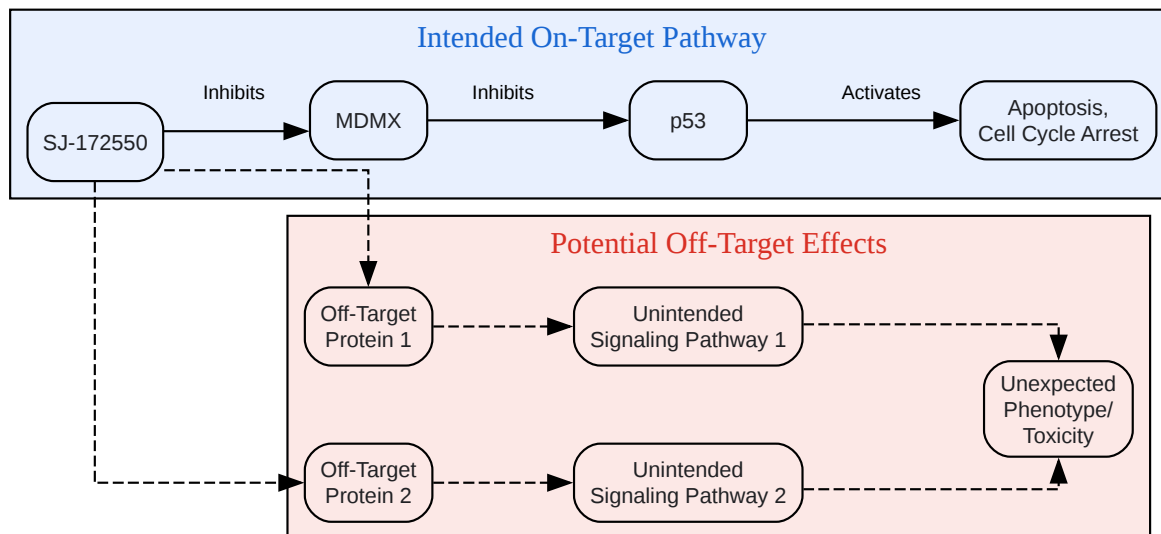 Intended On-Target Pathway
Inhibits
Inhibits
Activates
SJ-172550
MDMX
p53
Apoptosis,
Cell Cycle Arrest
Potential Off-Target Effects
Off-Target
Protein 1
Unintended
Signaling Pathway 1
Unexpected
Phenotype/
Toxicity
Off-Target
Protein 2
Unintended
Signaling Pathway 2